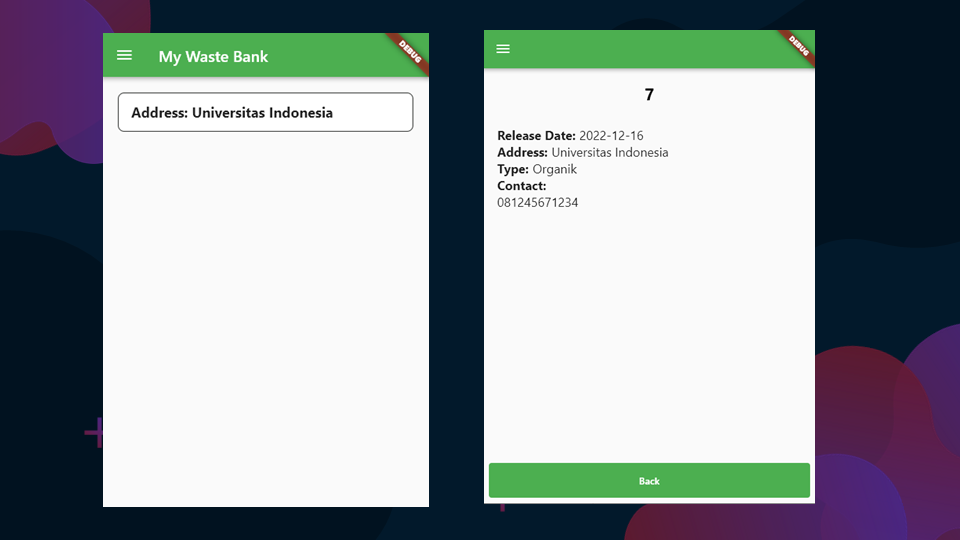 My Waste Bank
DEBUG
Address: Universitas Indonesia
DEBUG
7
Release Date: 2022-12-16
Address: Universitas Indonesia
Type: Organik
Contact:
081245671234
Back